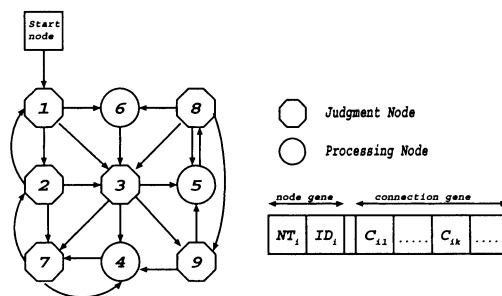 Start
node
1
6
8
2
3
5
7
4
9
Judgment Node
Processing Node
node gene
connection gene
NTi IDi Ci1 ..... Cik .....